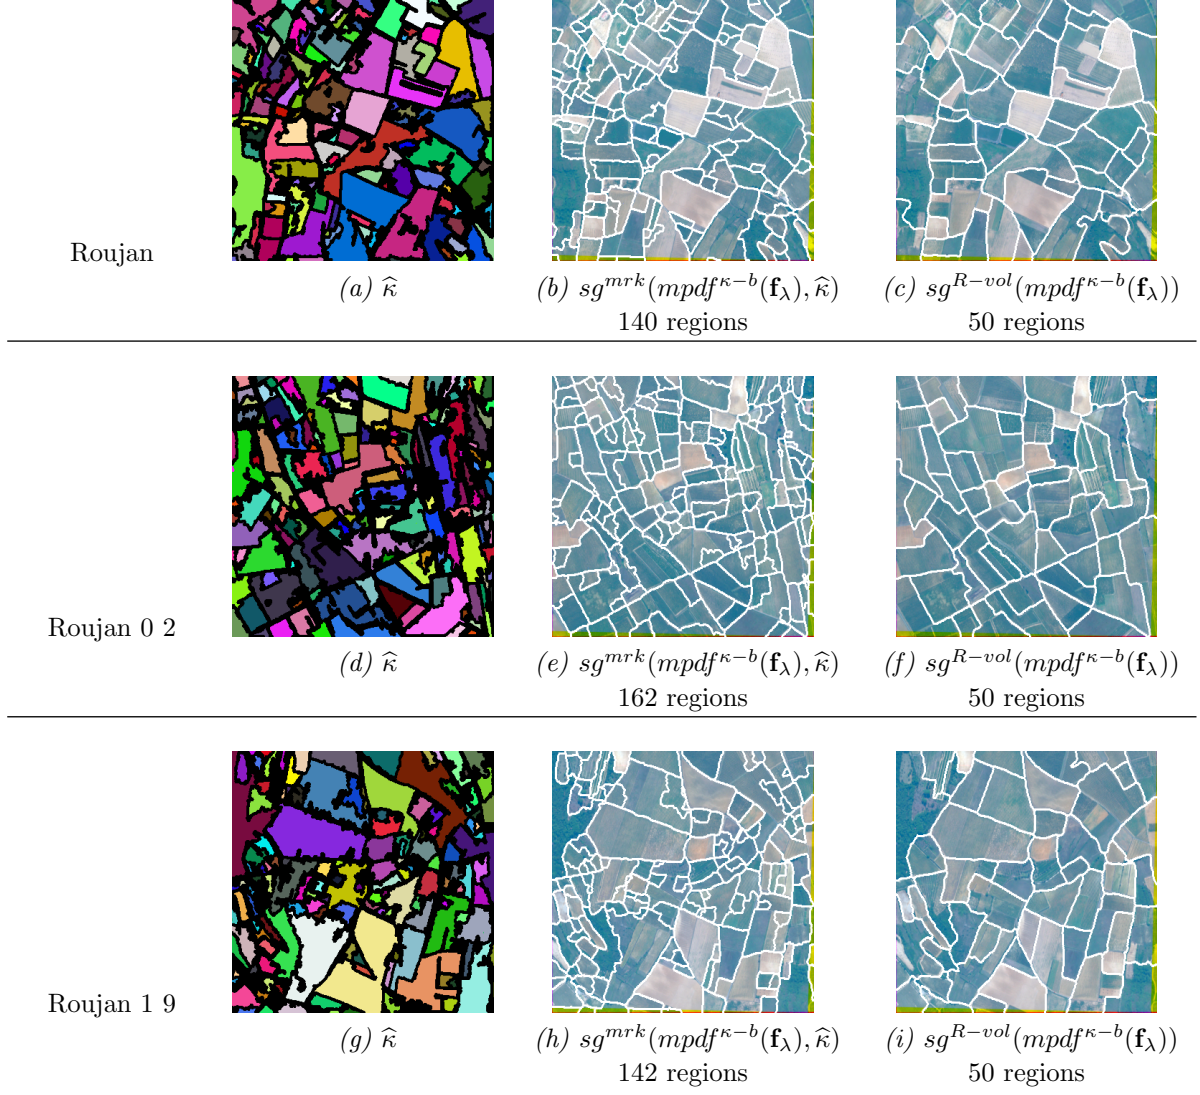 Roujan
(a) κ̂
(b) sg^{mrk}(mpdf^{κ−b}(f_λ), κ̂)
140 regions
(c) sg^{R−vol}(mpdf^{κ−b}(f_λ))
50 regions
Roujan 0 2
(d) κ̂
(e) sg^{mrk}(mpdf^{κ−b}(f_λ), κ̂)
162 regions
(f) sg^{R−vol}(mpdf^{κ−b}(f_λ))
50 regions
Roujan 1 9
(g) κ̂
(h) sg^{mrk}(mpdf^{κ−b}(f_λ), κ̂)
142 regions
(i) sg^{R−vol}(mpdf^{κ−b}(f_λ))
50 regions